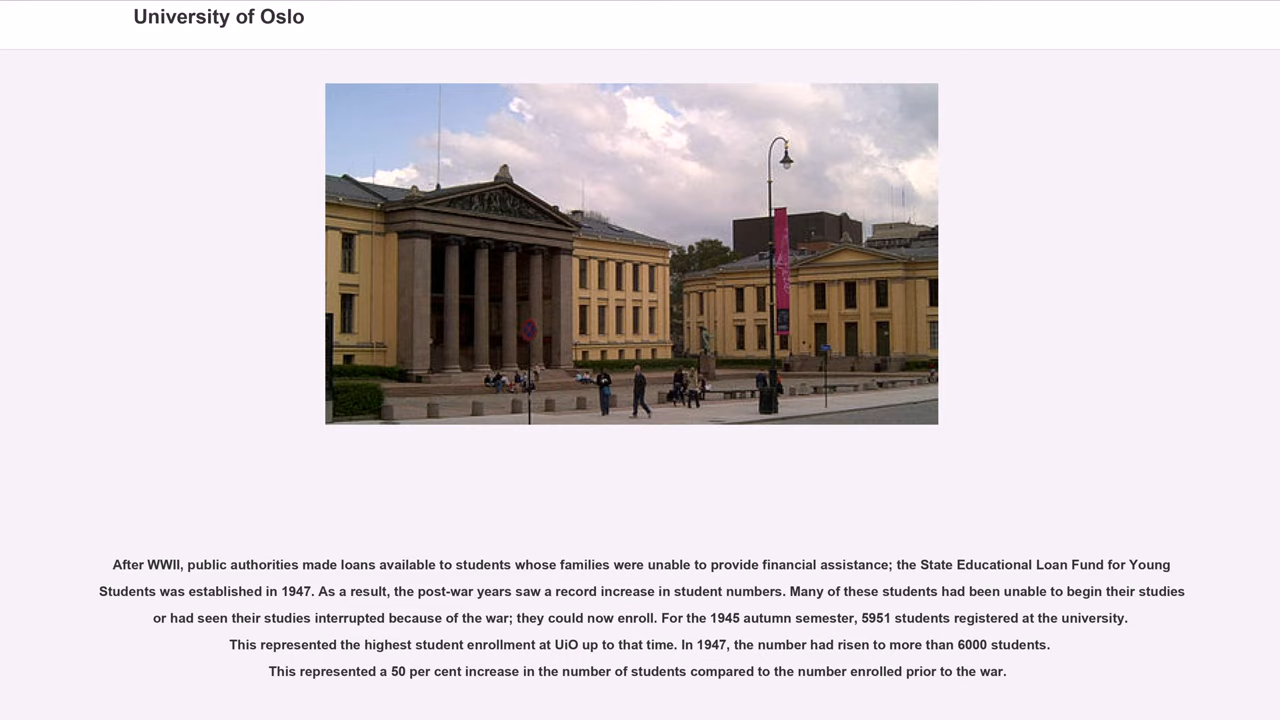 University of Oslo
After WWII, public authorities made loans available to students whose families were unable to provide financial assistance; the State Educational Loan Fund for Young
Students was established in 1947. As a result, the post-war years saw a record increase in student numbers. Many of these students had been unable to begin their studies
or had seen their studies interrupted because of the war; they could now enroll. For the 1945 autumn semester, 5951 students registered at the university.
This represented the highest student enrollment at UiO up to that time. In 1947, the number had risen to more than 6000 students.
This represented a 50 per cent increase in the number of students compared to the number enrolled prior to the war.